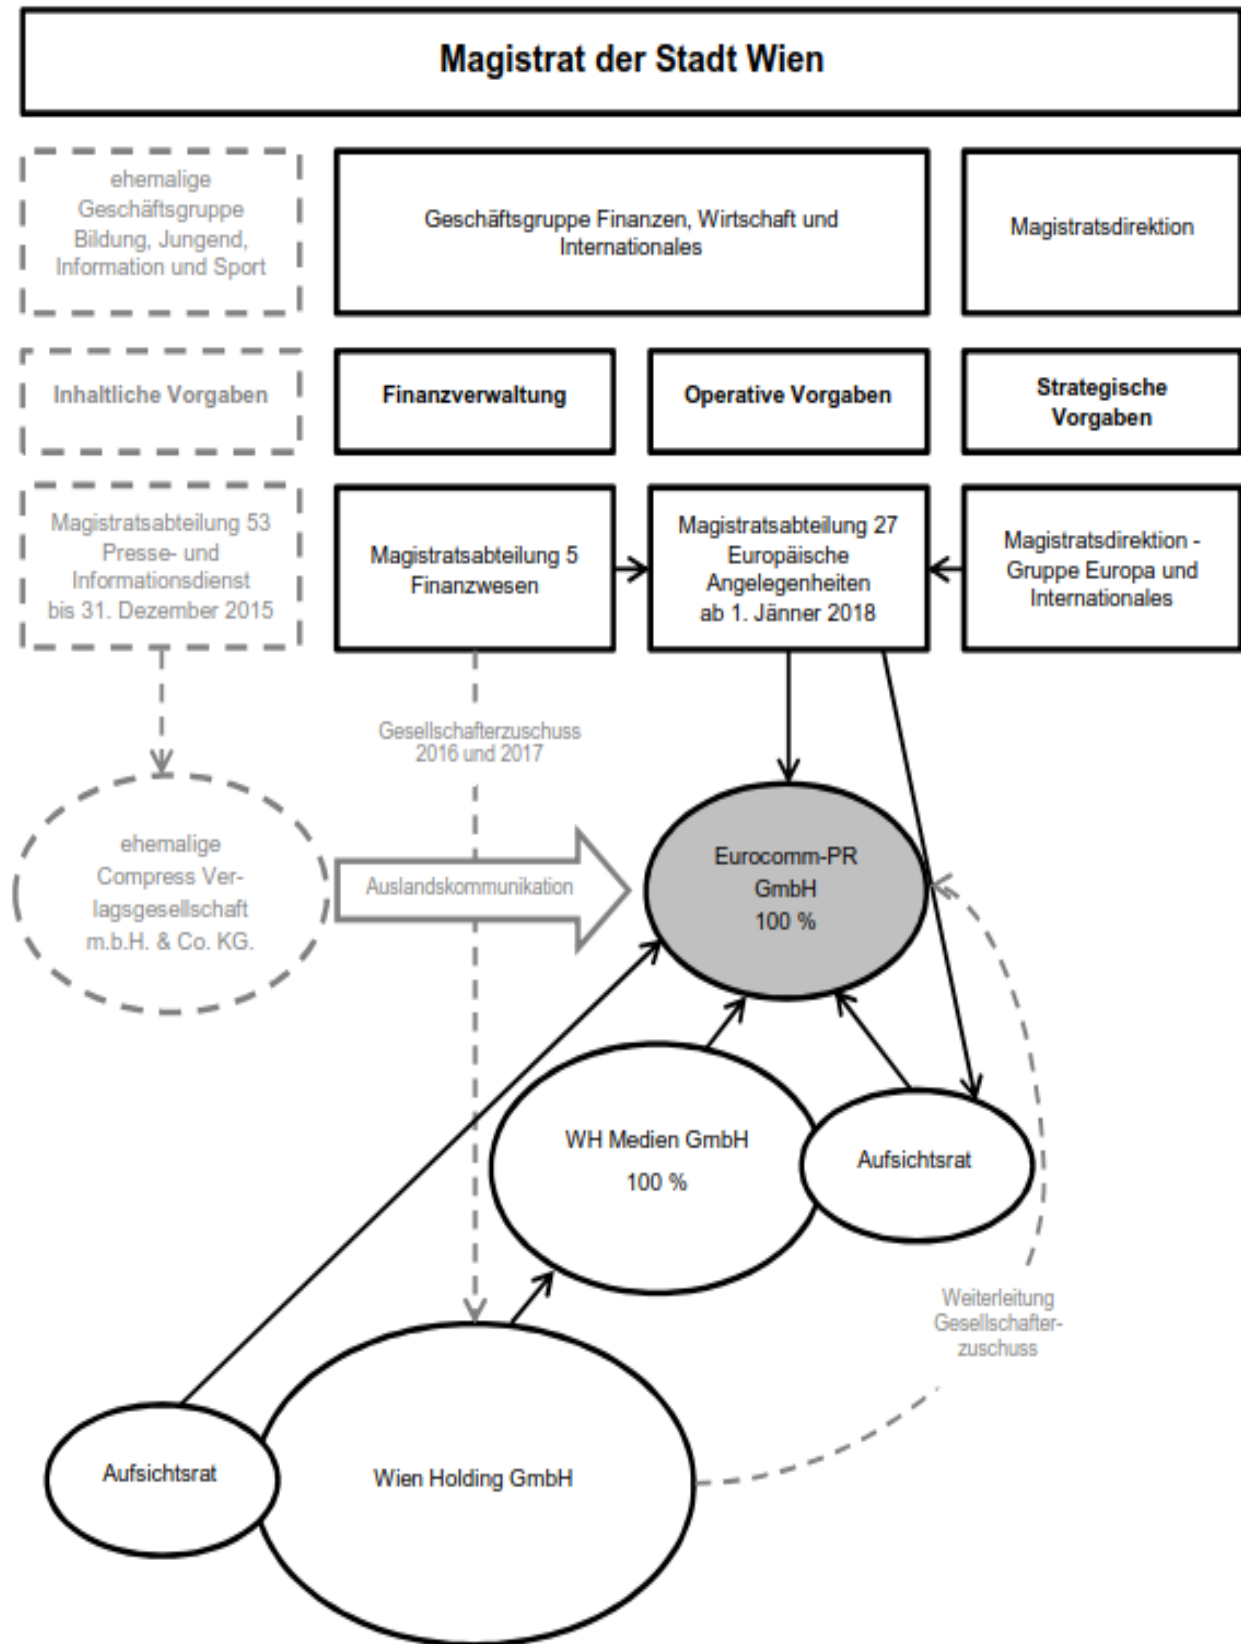 Magistrat der Stadt Wien
ehemalige
Geschäftsgruppe
Bildung, Jungend,
Information und Sport
Geschäftsgruppe Finanzen, Wirtschaft und
Internationales
Magistratsdirektion
Inhaltliche Vorgaben
Finanzverwaltung
Operative Vorgaben
Strategische
Vorgaben
Magistratsabteilung 53
Presse- und
Informationsdienst
bis 31. Dezember 2015
Magistratsabteilung 5
Finanzwesen
Magistratsabteilung 27
Europäische
Angelegenheiten
ab 1. Jänner 2018
Magistratsdirektion -
Gruppe Europa und
Internationales
Gesellschafterzuschuss
2016 und 2017
ehemalige
Compress Ver-
lagsgesellschaft
m.b.H. & Co. KG.
Auslandskommunikation
Eurocomm-PR
GmbH
100 %
WH Medien GmbH
100 %
Aufsichtsrat
Weiterleitung
Gesellschafter-
zuschuss
Aufsichtsrat
Wien Holding GmbH